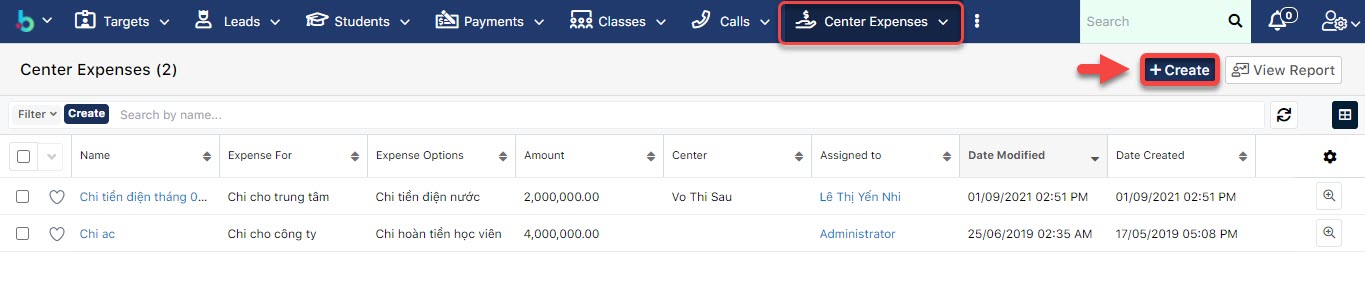 Targets Leads Students Payments Classes Calls Center Expenses Search 0
Center Expenses (2) + Create View Report
Filter Create Search by name...
Name Expense For Expense Options Amount Center Assigned to Date Modified Date Created
Chi tiền diện tháng 0... Chi cho trung tâm Chi tiền diện nước 2,000,000.00 Vo Thi Sau Lê Thị Yến Nhi 01/09/2021 02:51 PM 01/09/2021 02:51 PM
Chi ac Chi cho công ty Chi hoàn tiền học viên 4,000,000.00 Administrator 25/06/2019 02:35 AM 17/05/2019 05:08 PM